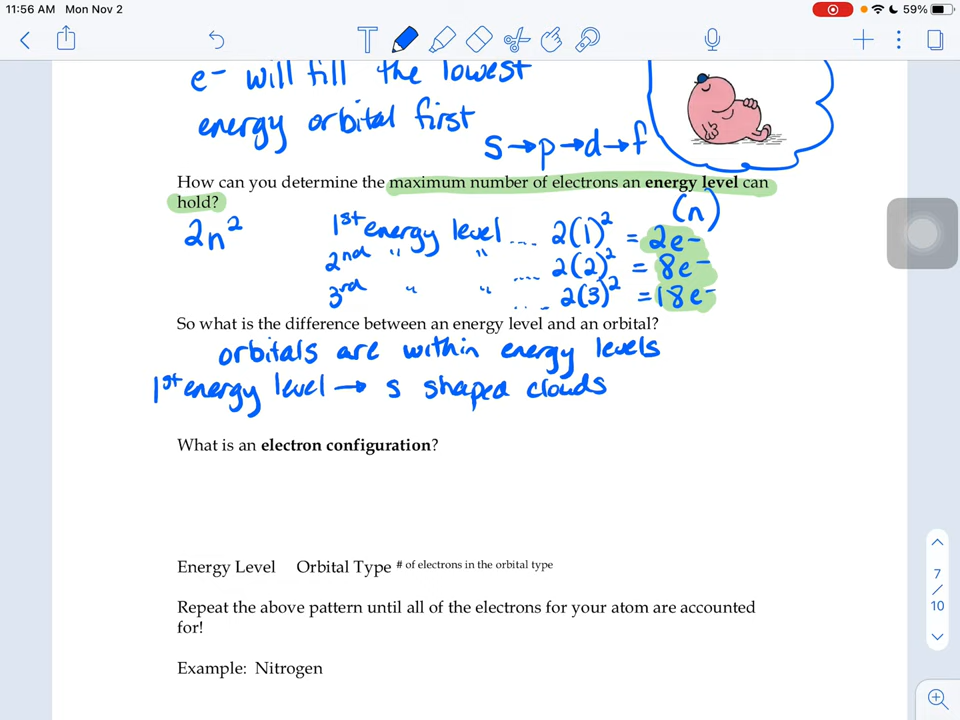 11:56 AM Mon Nov 2
59%
T
e- will fill the lowest
energy orbital first
s→p→d→f
How can you determine the maximum number of electrons an energy level can
hold?
(n)
2n²
1st energy level .... 2(1)² = 2e-
2nd " " .... 2(2)² = 8e-
3rd " " .... 2(3)² = 18e-
So what is the difference between an energy level and an orbital?
orbitals are within energy levels
1st energy level → s shaped clouds
What is an electron configuration?
Energy Level Orbital Type # of electrons in the orbital type
7
/
10
Repeat the above pattern until all of the electrons for your atom are accounted
for!
Example: Nitrogen